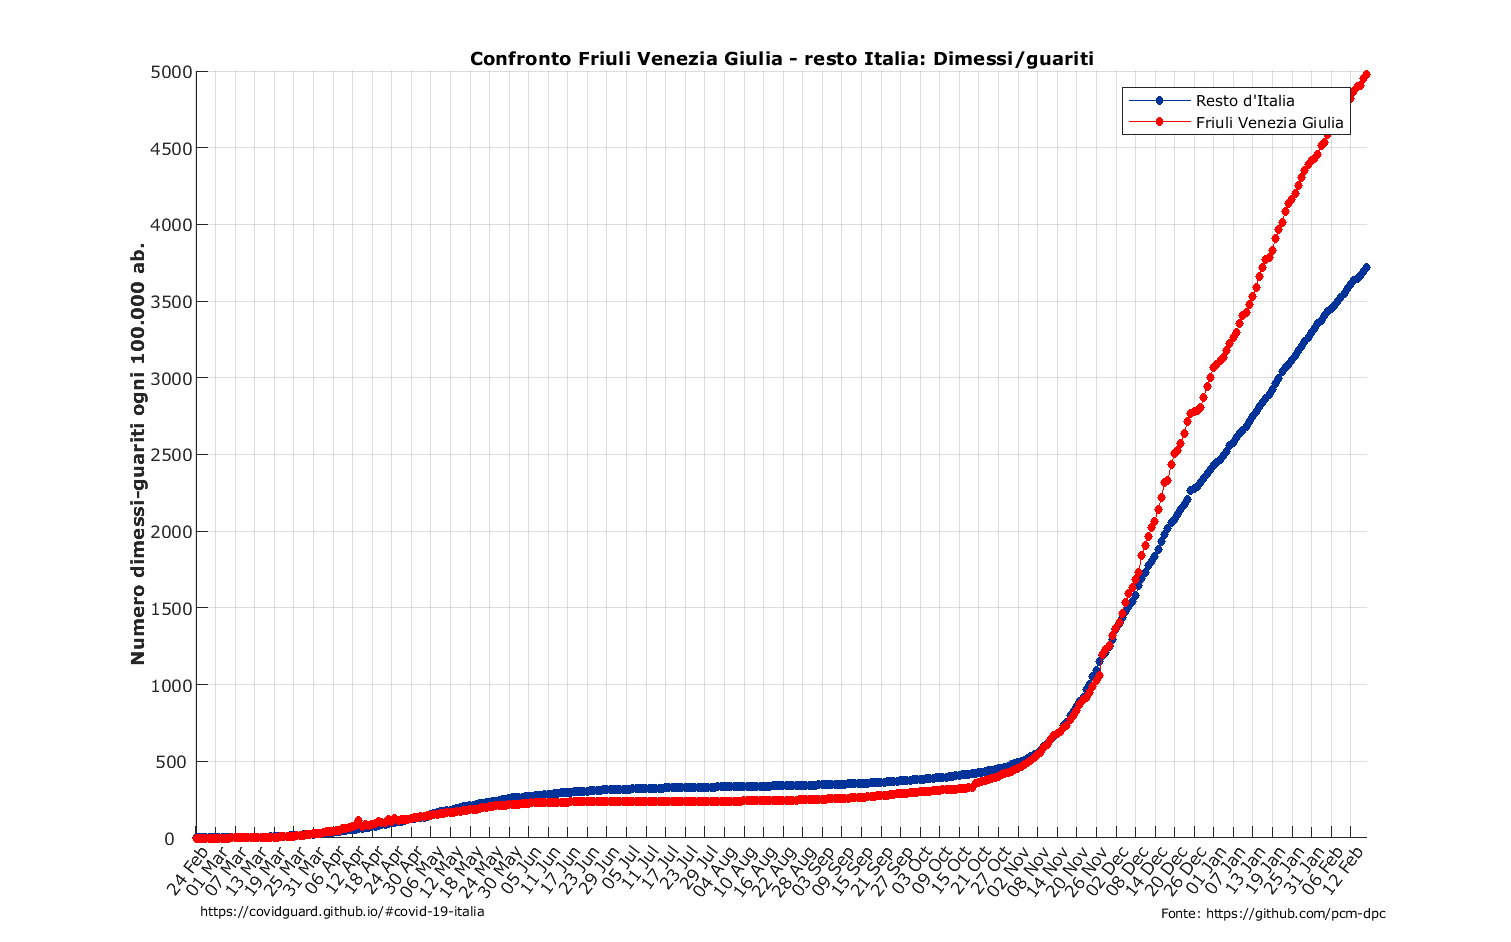 Confronto Friuli Venezia Giulia - resto Italia: Dimessi/guariti
Numero dimessi-guariti ogni 100.000 ab.
5000
4500
4000
3500
3000
2500
2000
1500
1000
500
0
Resto d'Italia
Friuli Venezia Giulia
24 Feb
01 Mar
07 Mar
13 Mar
19 Mar
25 Mar
31 Mar
06 Apr
12 Apr
18 Apr
24 Apr
30 Apr
06 May
12 May
18 May
24 May
30 May
05 Jun
11 Jun
17 Jun
23 Jun
29 Jun
05 Jul
11 Jul
17 Jul
23 Jul
29 Jul
04 Aug
10 Aug
16 Aug
22 Aug
28 Aug
03 Sep
09 Sep
15 Sep
21 Sep
27 Sep
03 Oct
09 Oct
15 Oct
21 Oct
27 Oct
02 Nov
08 Nov
14 Nov
20 Nov
26 Nov
02 Dec
08 Dec
14 Dec
20 Dec
26 Dec
01 Jan
07 Jan
13 Jan
19 Jan
25 Jan
31 Jan
06 Feb
12 Feb
https://covidguard.github.io/#covid-19-italia
Fonte: https://github.com/pcm-dpc